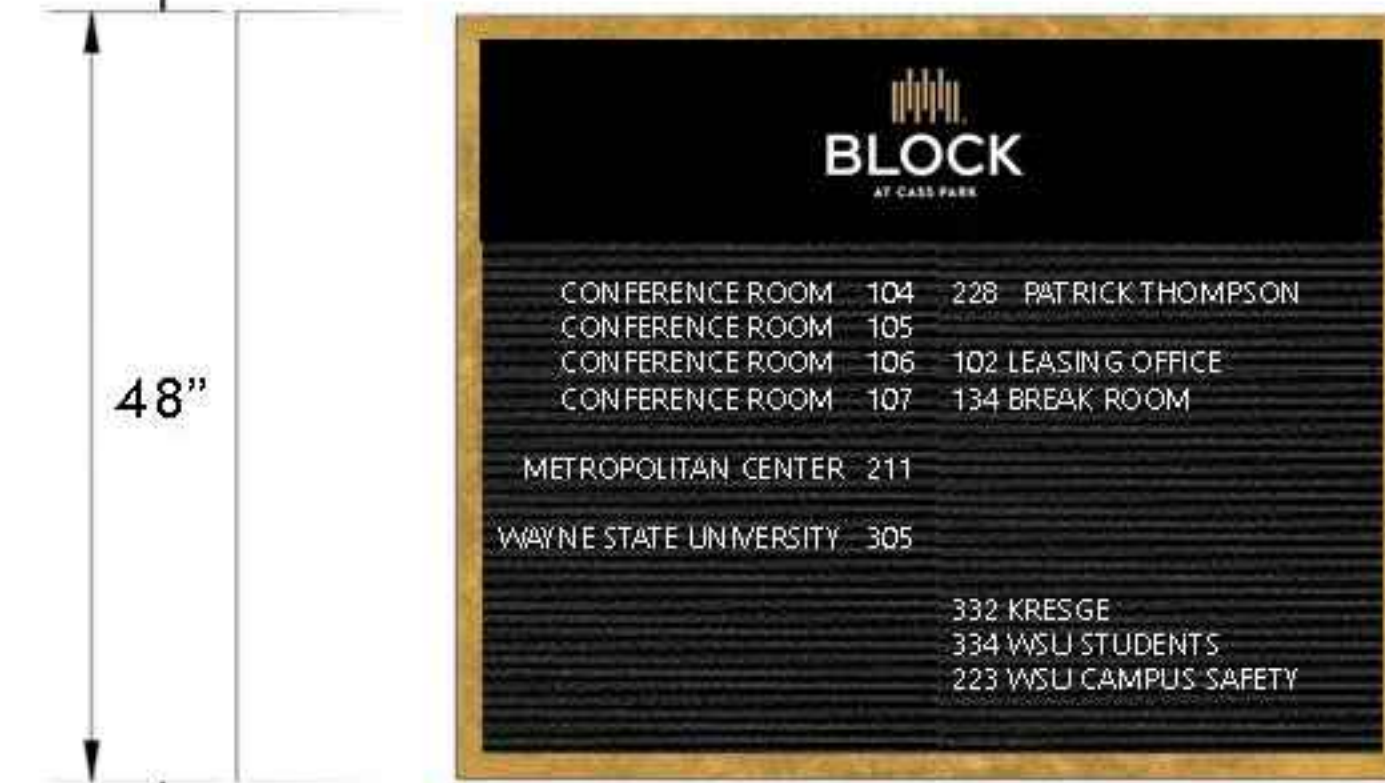 48"
BLOCK
AT CASS PARK
CONFERENCE ROOM 104
CONFERENCE ROOM 105
CONFERENCE ROOM 106
CONFERENCE ROOM 107
METROPOLITAN CENTER 211
WAYNE STATE UNIVERSITY 305
228 PATRICK THOMPSON
102 LEASING OFFICE
134 BREAK ROOM
332 KRESGE
334 WSU STUDENTS
223 WSU CAMPUS SAFETY